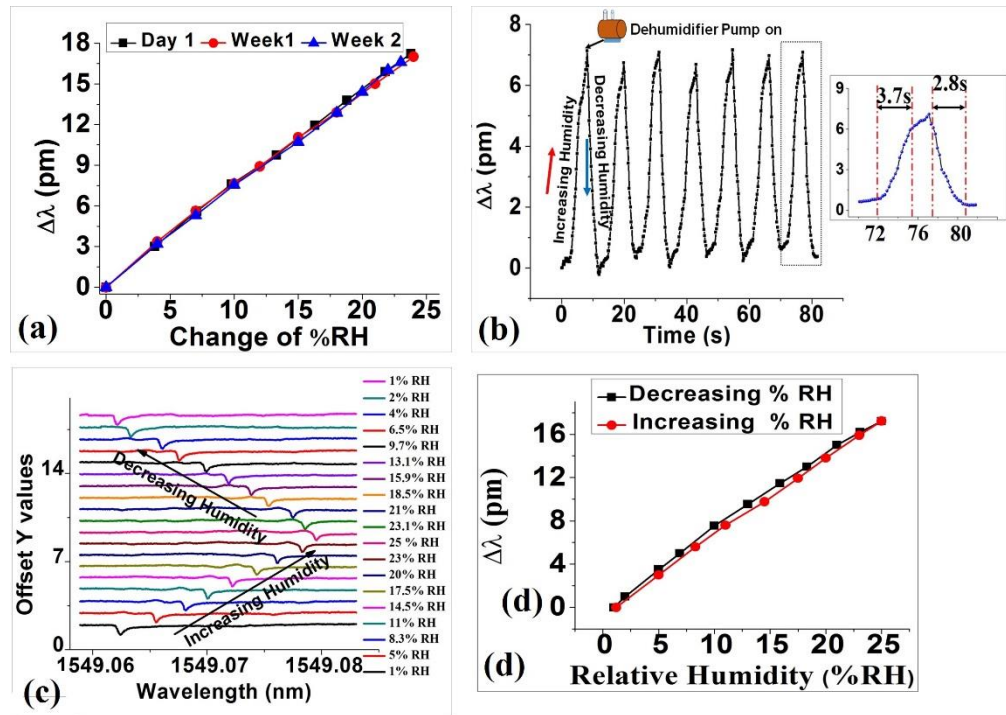 (a)
18
15
12
9
6
3
0
Δλ (pm)
Day 1 Week1 Week 2
0 5 10 15 20 25
Change of %RH
(b)
8
6
4
2
0
Δλ (pm)
Dehumidifier Pump on
Increasing Humidity
Decreasing Humidity
0 20 40 60 80
Time (s)
9
6
3
0
3.7s 2.8s
72 76 81
(c)
14
7
0
Offset Y values
Decreasing Humidity
Increasing Humidity
1549.06 1549.07 1549.08
Wavelength (nm)
1% RH
2% RH
4% RH
6.5% RH
9.7% RH
13.1% RH
15.9% RH
18.5% RH
21% RH
23.1% RH
25 % RH
23% RH
20% RH
17.5% RH
14.5% RH
11% RH
8.3% RH
5% RH
1% RH
16
12
8
4
0
Δλ (pm)
Decreasing % RH
Increasing % RH
(d)
0 5 10 15 20 25
(d)
Relative Humidity (%RH)